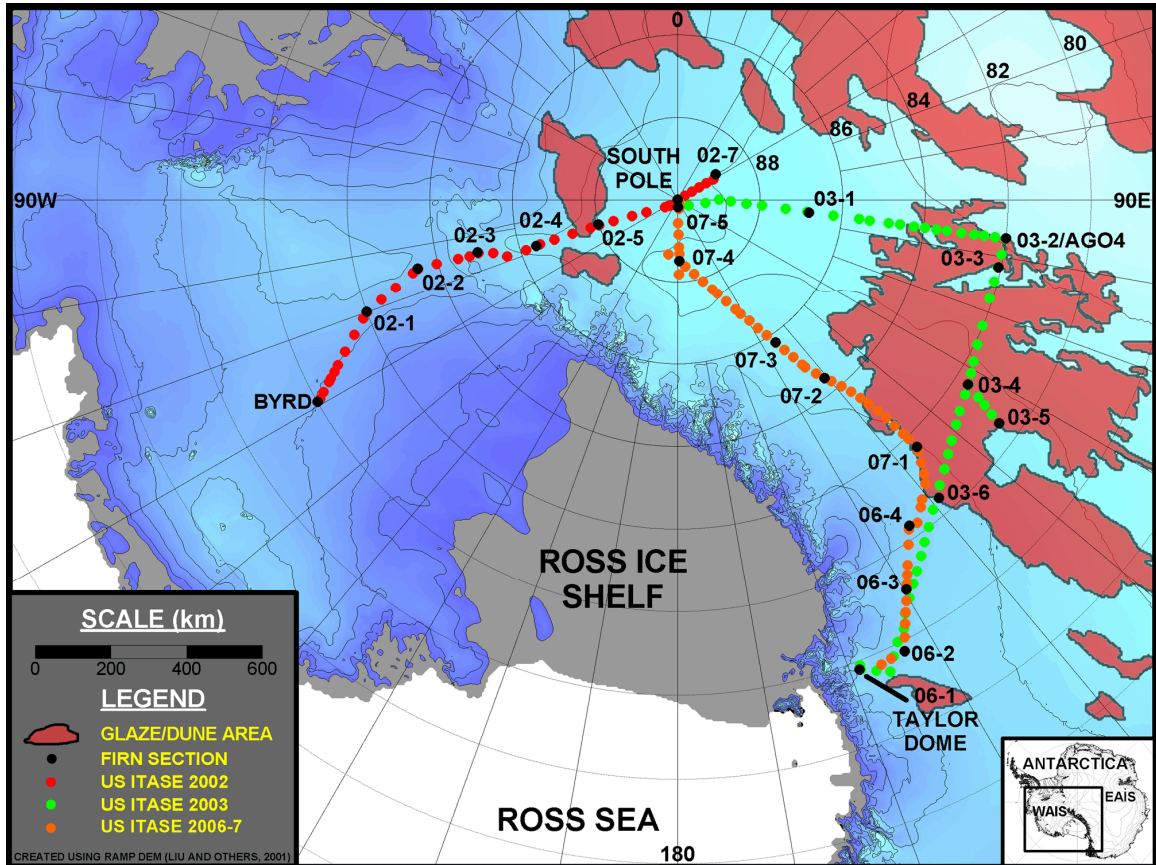 0
80
82
84
86
88
SOUTH
POLE
02-7
90W
90E
03-1
02-4
07-5
02-5
02-3
03-2/AGO4
03-3
07-4
02-2
02-1
07-3
07-2
03-4
BYRD
03-5
07-1
03-6
06-4
ROSS ICE
SHELF
06-3
06-2
06-1
TAYLOR
DOME
SCALE (km)
0 200 400 600
LEGEND
GLAZE/DUNE AREA
FIRN SECTION
US ITASE 2002
US ITASE 2003
US ITASE 2006-7
CREATED USING RAMP DEM (LIU AND OTHERS, 2001)
ROSS SEA
180
ANTARCTICA
EAIS
WAIS